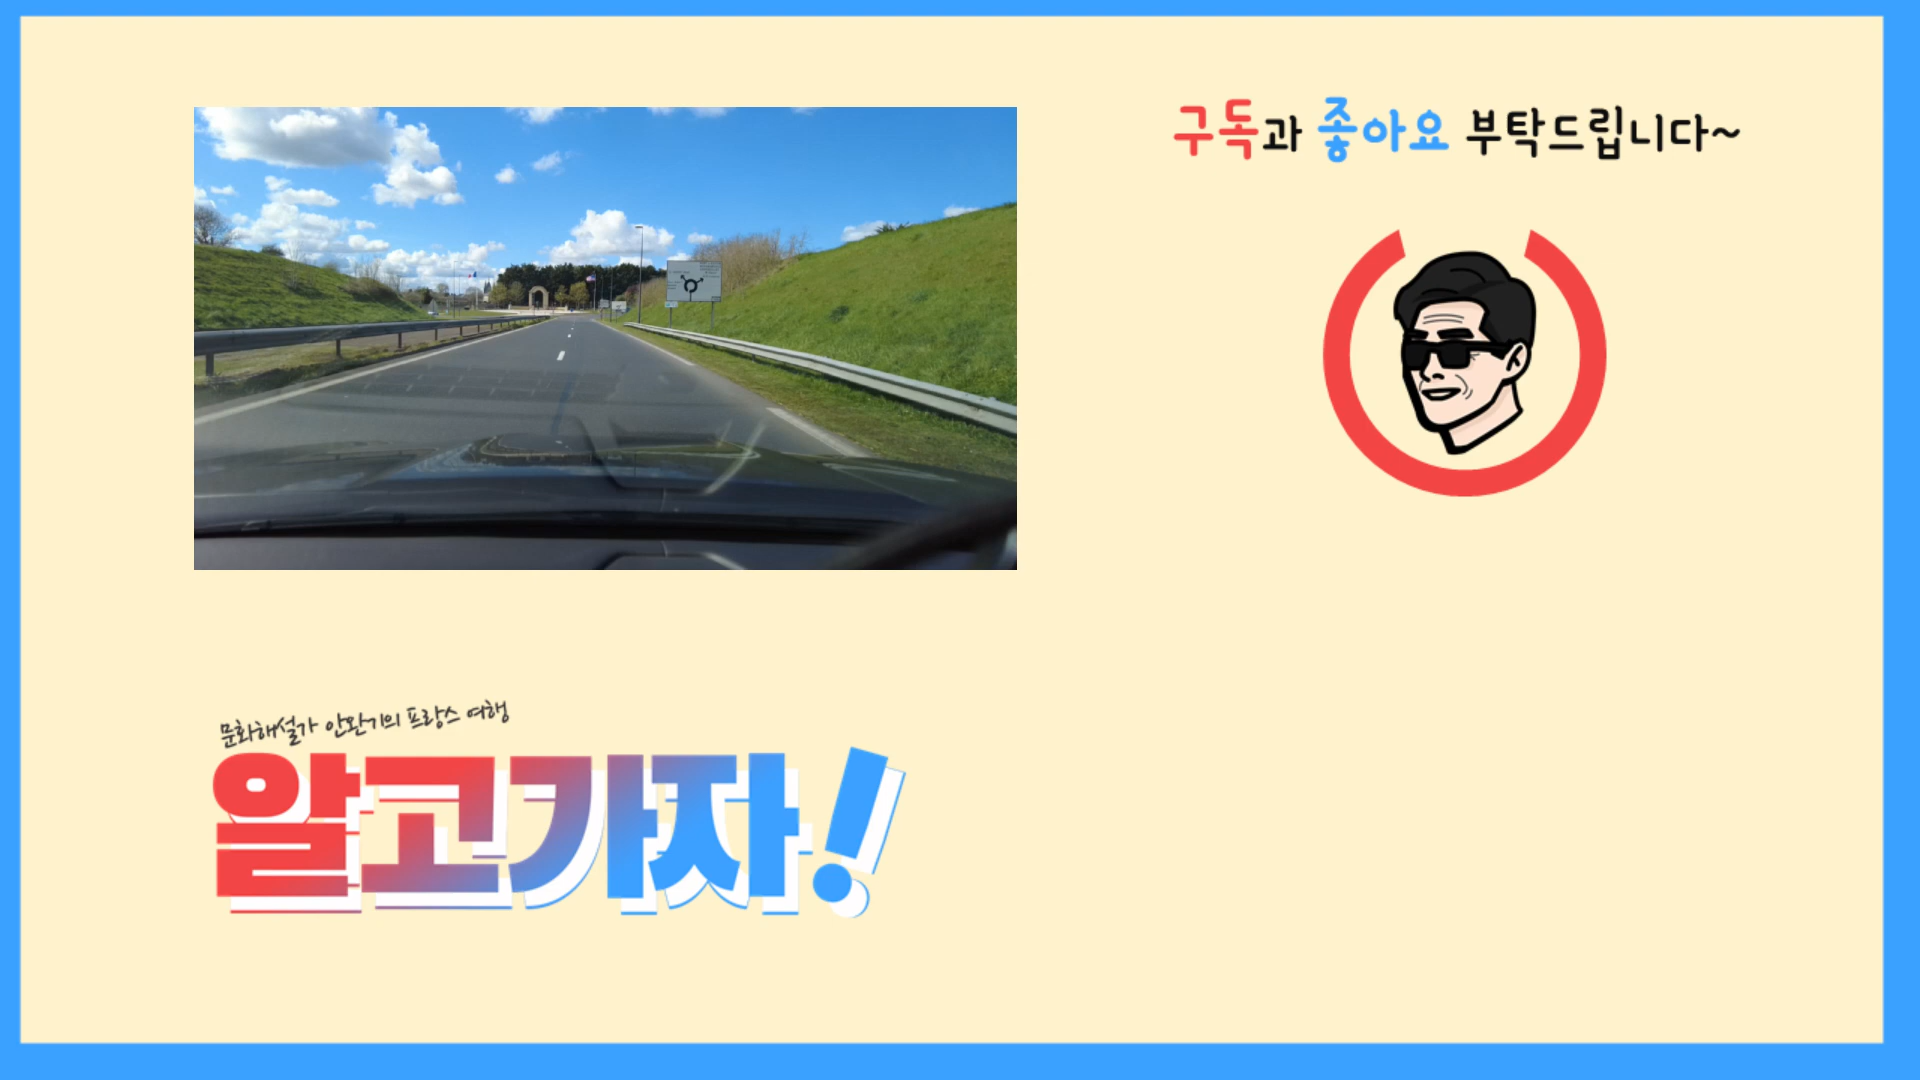 구독과 좋아요 부탁드립니다~
문화해설가 안완기의 프랑스 여행
알고가자!